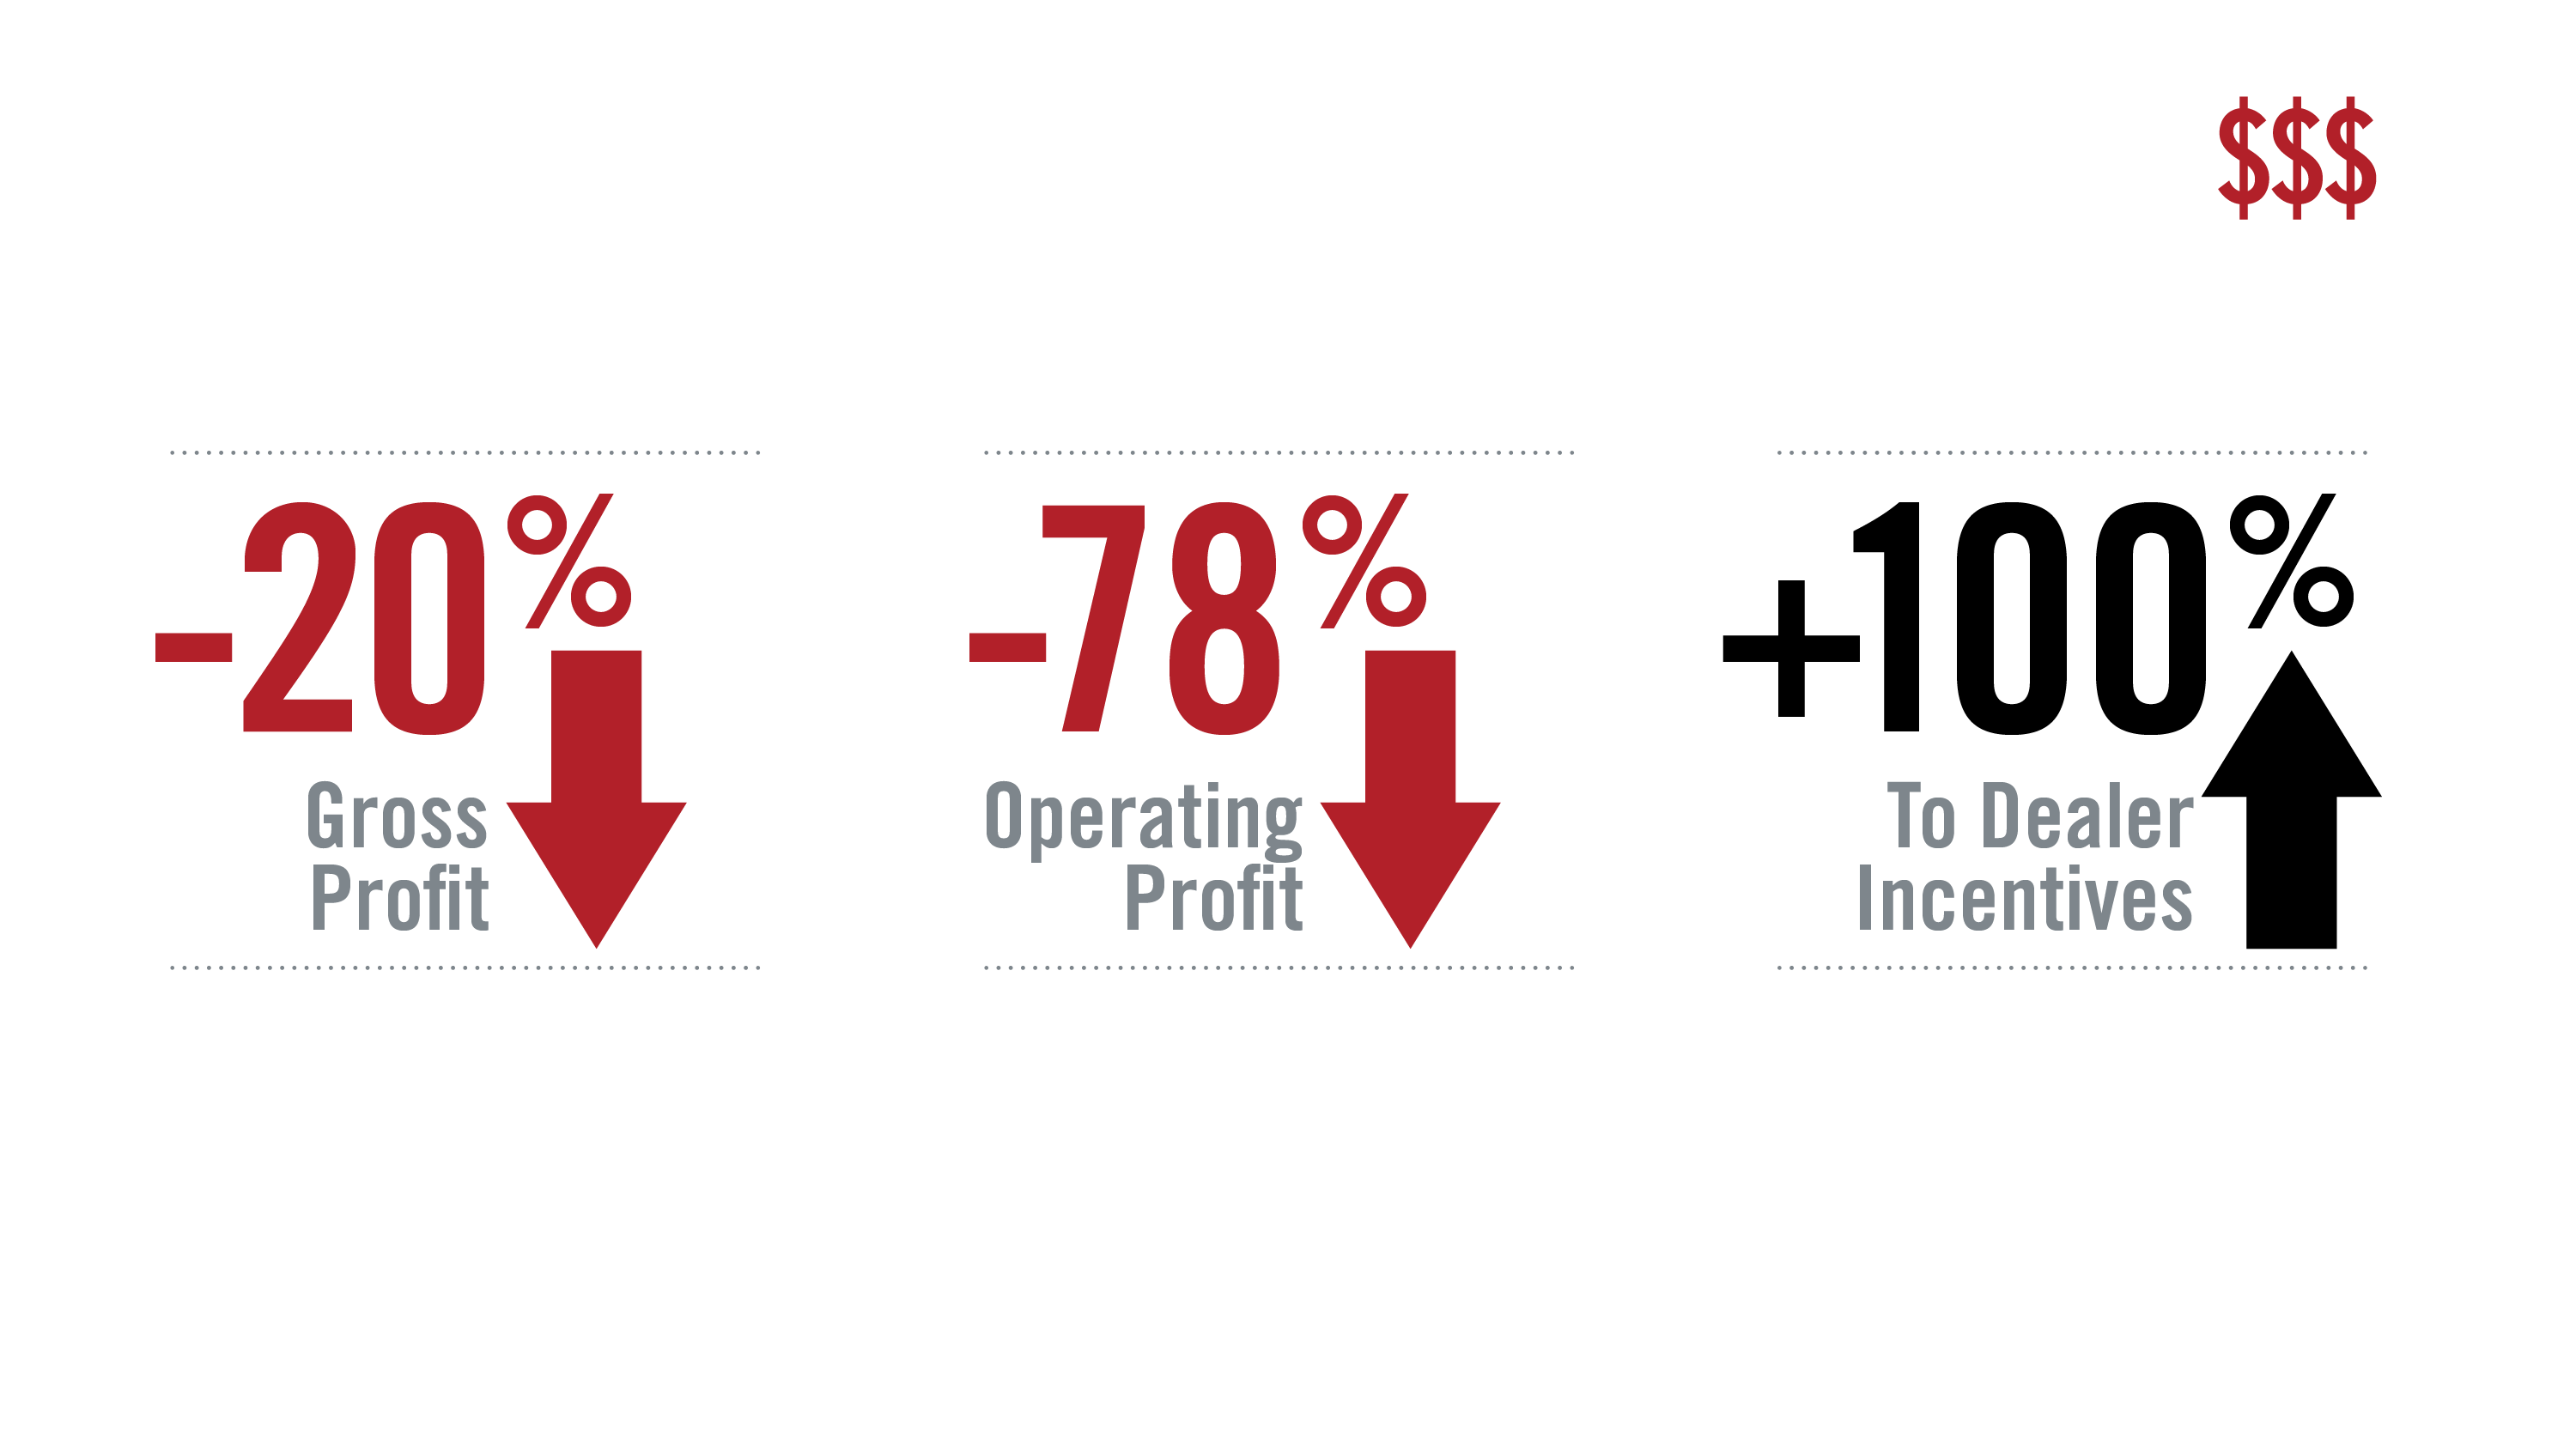 $$$
-20%
Gross
Profit
-78%
Operating
Profit
+100%
To Dealer
Incentives